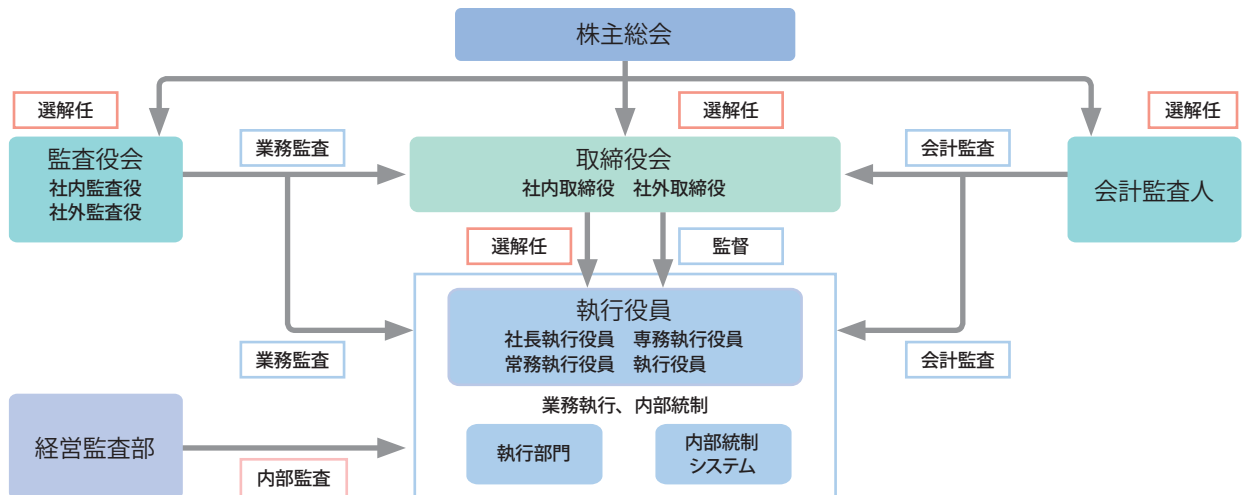 株主総会
選解任
選解任
選解任
監査役会
社内監査役
社外監査役
業務監査
取締役会
社内取締役 社外取締役
会計監査
会計監査人
選解任
監督
執行役員
社長執行役員 専務執行役員
常務執行役員 執行役員
業務監査
会計監査
業務執行、内部統制
経営監査部
内部監査
執行部門
内部統制
システム